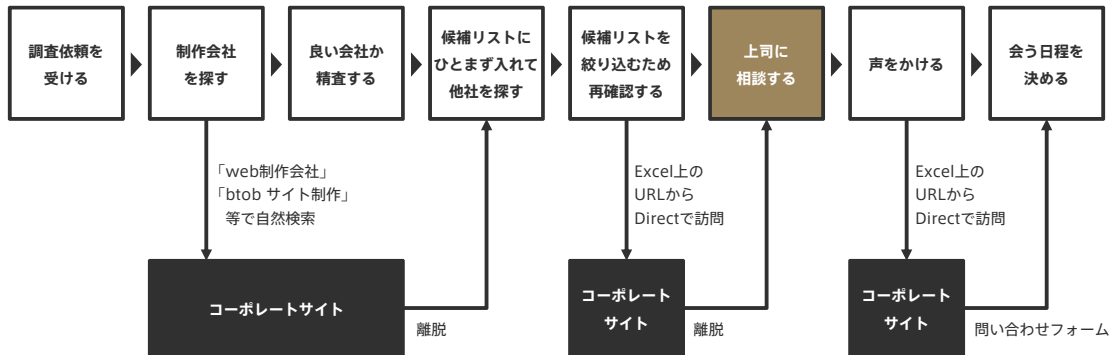 調査依頼を
受ける
制作会社
を探す
良い会社か
精査する
候補リストに
ひとまず入れて
他社を探す
候補リストを
絞り込むため
再確認する
上司に
相談する
声をかける
会う日程を
決める
「web制作会社」
「btob サイト制作」
等で自然検索
Excel上の
URLから
Directで訪問
Excel上の
URLから
Directで訪問
コーポレートサイト
離脱
コーポレート
サイト
離脱
コーポレート
サイト
問い合わせフォーム